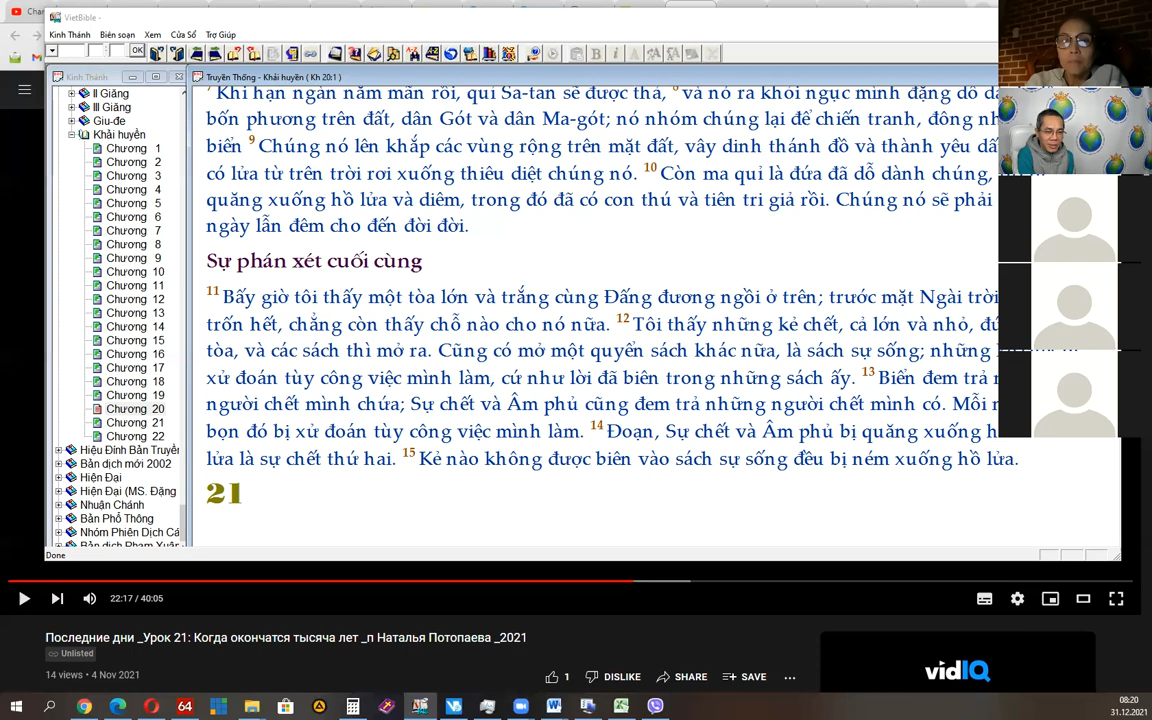 Chan
VietBible -
Kinh Thánh Biên soạn Xem Cửa Sổ Trợ Giúp
OK
Kinh Thánh
Truyền Thống - Khải huyền ( Kh 20:1 )
II Giăng
III Giăng
Giu-đe
Khải huyền
Chương 1
Chương 2
Chương 3
Chương 4
Chương 5
Chương 6
Chương 7
Chương 8
Chương 9
Chương 10
Chương 11
Chương 12
Chương 13
Chương 14
Chương 15
Chương 16
Chương 17
Chương 18
Chương 19
Chương 20
Chương 21
Chương 22
Hiệu Đính Bản Truyền
Bản dịch mới 2002
Hiện Đại
Hiện Đại (MS. Đặng
Nhuận Chánh
Bản Phổ Thông
Nhóm Phiên Dịch Cá
Bản dịch Phạm Xuân
Done
7 Khi hạn ngàn năm mãn rồi, quỉ Sa-tan sẽ được thả, 8 và nó ra khỏi ngục mình đặng dỗ dà
bốn phương trên đất, dân Gót và dân Ma-gót; nó nhóm chúng lại để chiến tranh, đông nh
biển 9 Chúng nó lên khắp các vùng rộng trên mặt đất, vây dinh thánh đồ và thành yêu dấ
có lửa từ trên trời rơi xuống thiêu diệt chúng nó. 10 Còn ma quỉ là đứa đã dỗ dành chúng,
quăng xuống hồ lửa và diêm, trong đó đã có con thú và tiên tri giả rồi. Chúng nó sẽ phải
ngày lẫn đêm cho đến đời đời.
Sự phán xét cuối cùng
11 Bấy giờ tôi thấy một tòa lớn và trắng cùng Đấng đương ngồi ở trên; trước mặt Ngài trời
trốn hết, chẳng còn thấy chỗ nào cho nó nữa. 12 Tôi thấy những kẻ chết, cả lớn và nhỏ, đứ
tòa, và các sách thì mở ra. Cũng có mở một quyển sách khác nữa, là sách sự sống; những
xử đoán tùy công việc mình làm, cứ như lời đã biên trong những sách ấy. 13 Biển đem trả n
người chết mình chứa; Sự chết và Âm phủ cũng đem trả những người chết mình có. Mỗi n
bọn đó bị xử đoán tùy công việc mình làm. 14 Đoạn, Sự chết và Âm phủ bị quăng xuống h
lửa là sự chết thứ hai. 15 Kẻ nào không được biên vào sách sự sống đều bị ném xuống hồ lửa.
21
22:17 / 40:05
Последние дни _Урок 21: Когда окончатся тысяча лет _п Наталья Потопаева _2021
Unlisted
14 views • 4 Nov 2021
1 DISLIKE SHARE SAVE
vidIQ
64
08:20
31.12.2021